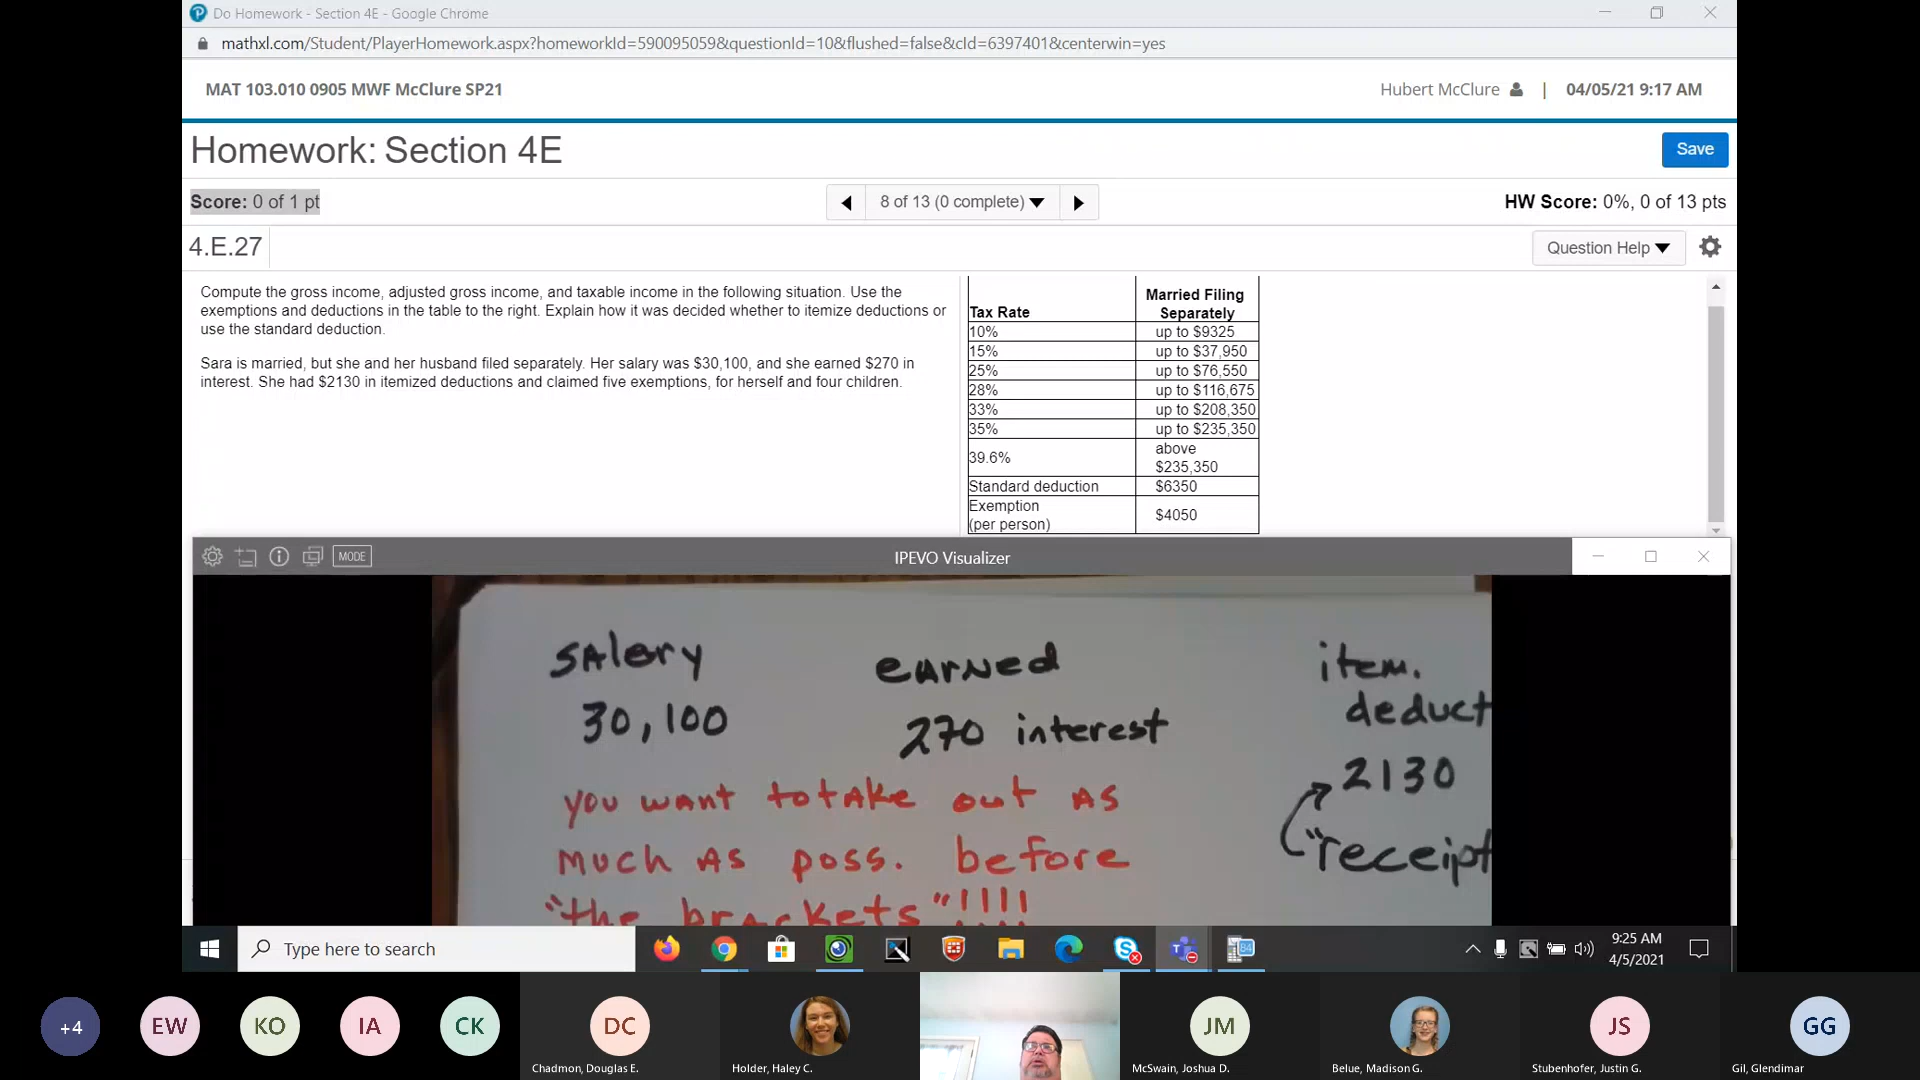 Do Homework - Section 4E - Google Chrome
mathxl.com/Student/PlayerHomework.aspx?homeworkId=590095059&questionId=10&flushed=false&cId=6397401&centerwin=yes
MAT 103.010 0905 MWF McClure SP21
Hubert McClure | 04/05/21 9:17 AM
Homework: Section 4E
Save
Score: 0 of 1 pt
8 of 13 (0 complete)
HW Score: 0%, 0 of 13 pts
4.E.27
Question Help
Compute the gross income, adjusted gross income, and taxable income in the following situation. Use the
exemptions and deductions in the table to the right. Explain how it was decided whether to itemize deductions or
use the standard deduction.
Sara is married, but she and her husband filed separately. Her salary was $30,100, and she earned $270 in
interest. She had $2130 in itemized deductions and claimed five exemptions, for herself and four children.
Tax Rate Married Filing Separately
10% up to $9325
15% up to $37,950
25% up to $76,550
28% up to $116,675
33% up to $208,350
35% up to $235,350
39.6% above $235,350
Standard deduction $6350
Exemption (per person) $4050
MODE
IPEVO Visualizer
salary earned item.
deduct
30,100 270 interest
2130
you want to take out as
much as poss. before
"receipt
"the brackets"!!!!
Type here to search
9:25 AM
4/5/2021
+4
EW
KO
IA
CK
DC
JM
JS
GG
Chadmon, Douglas E.
Holder, Haley C.
McSwain, Joshua D.
Belue, Madison G.
Stubenhofer, Justin G.
Gil, Glendimar